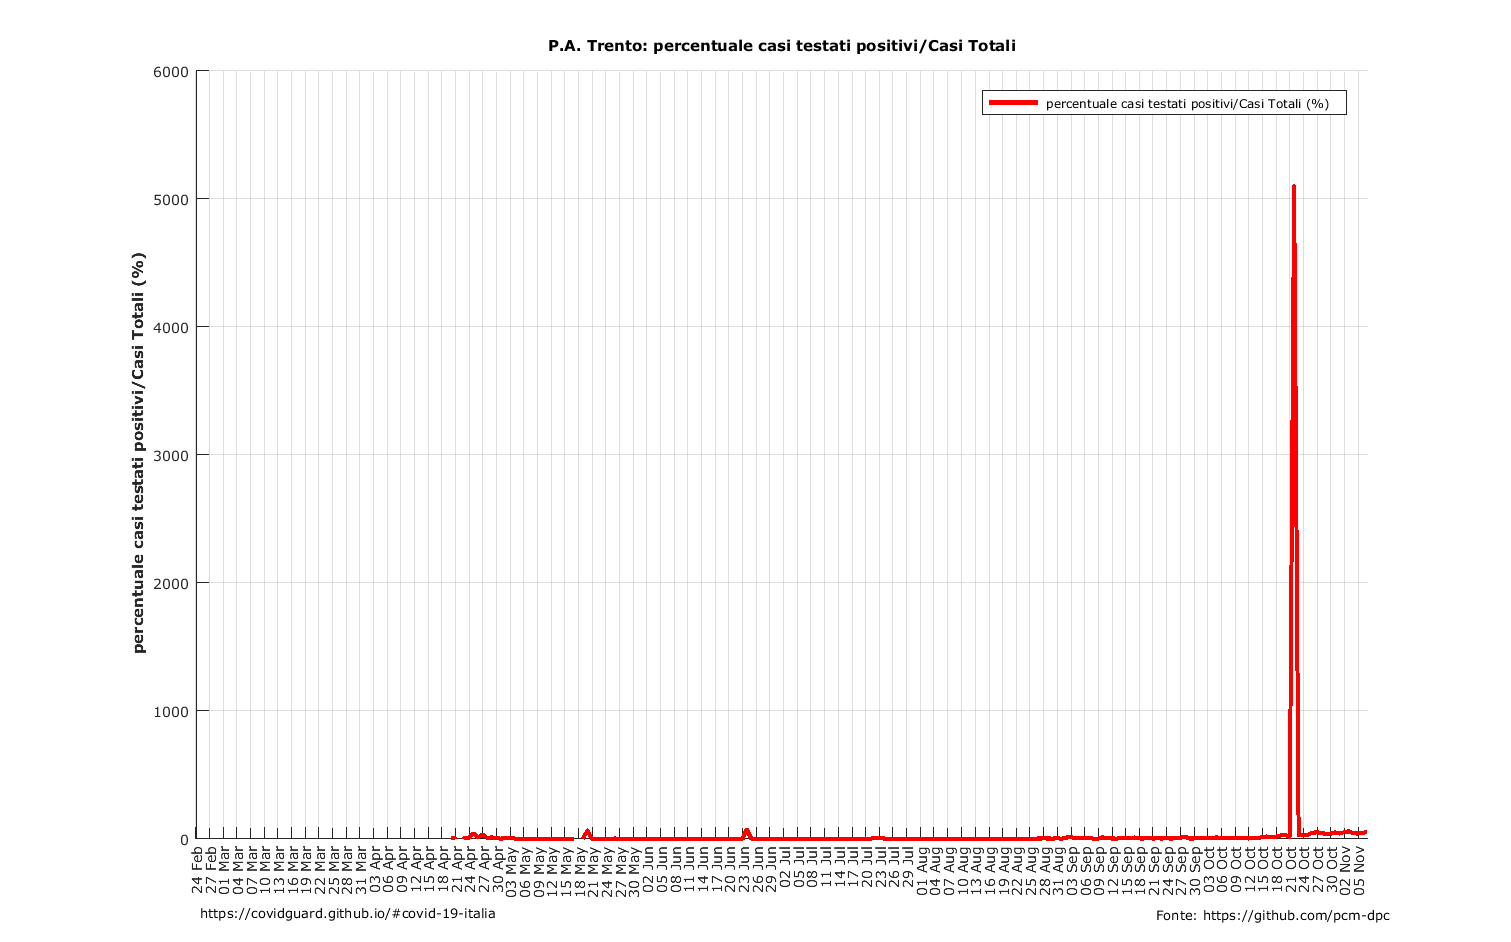 P.A. Trento: percentuale casi testati positivi/Casi Totali
percentuale casi testati positivi/Casi Totali (%)
percentuale casi testati positivi/Casi Totali (%)
6000
5000
4000
3000
2000
1000
0
24 Feb
27 Feb
01 Mar
04 Mar
07 Mar
10 Mar
13 Mar
16 Mar
19 Mar
22 Mar
25 Mar
28 Mar
31 Mar
03 Apr
06 Apr
09 Apr
12 Apr
15 Apr
18 Apr
21 Apr
24 Apr
27 Apr
30 Apr
03 May
06 May
09 May
12 May
15 May
18 May
21 May
24 May
27 May
30 May
02 Jun
05 Jun
08 Jun
11 Jun
14 Jun
17 Jun
20 Jun
23 Jun
26 Jun
29 Jun
02 Jul
05 Jul
08 Jul
11 Jul
14 Jul
17 Jul
20 Jul
23 Jul
26 Jul
29 Jul
01 Aug
04 Aug
07 Aug
10 Aug
13 Aug
16 Aug
19 Aug
22 Aug
25 Aug
28 Aug
31 Aug
03 Sep
06 Sep
09 Sep
12 Sep
15 Sep
18 Sep
21 Sep
24 Sep
27 Sep
30 Sep
03 Oct
06 Oct
09 Oct
12 Oct
15 Oct
18 Oct
21 Oct
24 Oct
27 Oct
30 Oct
02 Nov
05 Nov
https://covidguard.github.io/#covid-19-italia
Fonte: https://github.com/pcm-dpc